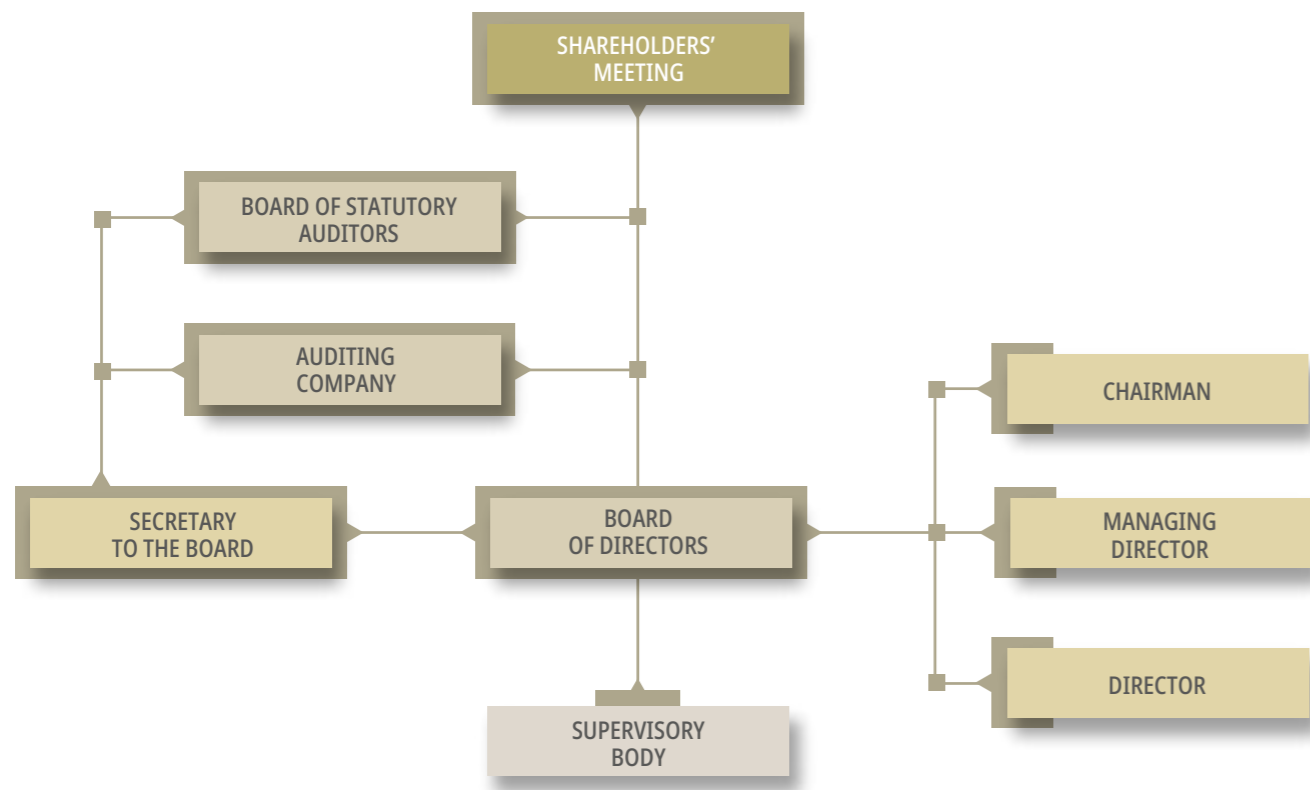 SHAREHOLDERS'
MEETING
BOARD OF STATUTORY
AUDITORS
AUDITING
COMPANY
CHAIRMAN
SECRETARY
TO THE BOARD
BOARD
OF DIRECTORS
MANAGING
DIRECTOR
DIRECTOR
SUPERVISORY
BODY